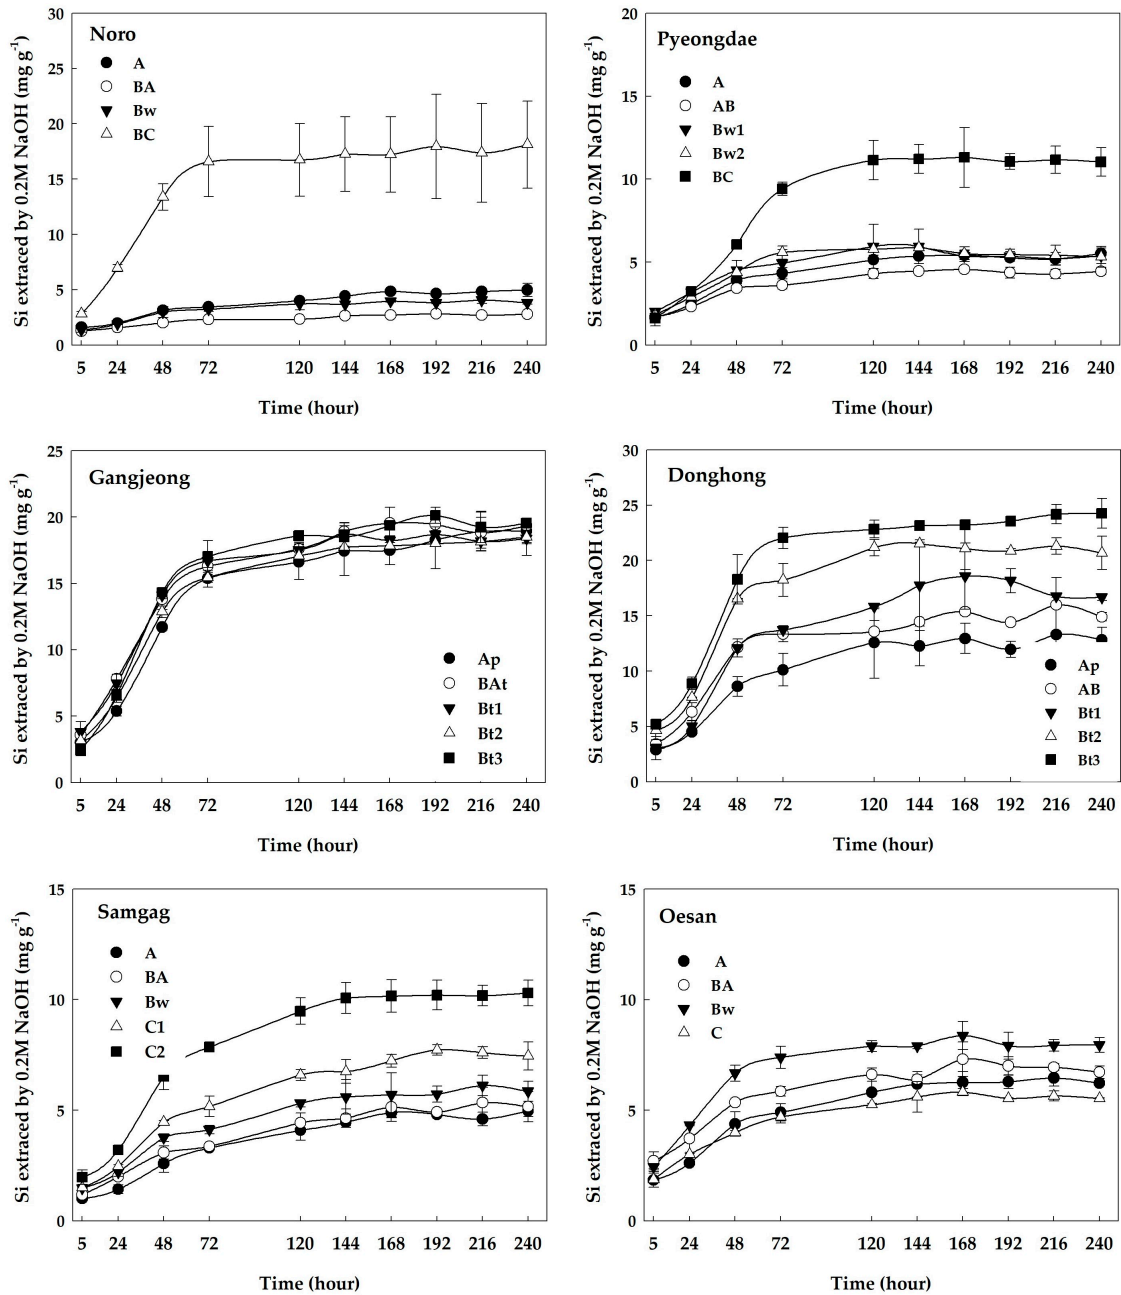 Noro
A
BA
Bw
BC
30
25
20
15
10
5
0
5 24 48 72 120 144 168 192 216 240
Time (hour)
Si extraced by 0.2M NaOH (mg g-1)
Pyeongdae
A
AB
Bw1
Bw2
BC
20
15
10
5
0
5 24 48 72 120 144 168 192 216 240
Time (hour)
Si extraced by 0.2M NaOH (mg g-1)
Gangjeong
25
20
15
10
5
0
Ap
BAt
Bt1
Bt2
Bt3
5 24 48 72 120 144 168 192 216 240
Time (hour)
Si extraced by 0.2M NaOH (mg g-1)
Donghong
30
25
20
15
10
5
0
Ap
AB
Bt1
Bt2
Bt3
5 24 48 72 120 144 168 192 216 240
Time (hour)
Si extraced by 0.2M NaOH (mg g-1)
Samgag
A
BA
Bw
C1
C2
15
10
5
0
5 24 48 72 120 144 168 192 216 240
Time (hour)
Si extraced by 0.2M NaOH (mg g-1)
Oesan
A
BA
Bw
C
15
10
5
0
5 24 48 72 120 144 168 192 216 240
Time (hour)
Si extraced by 0.2M NaOH (mg g-1)